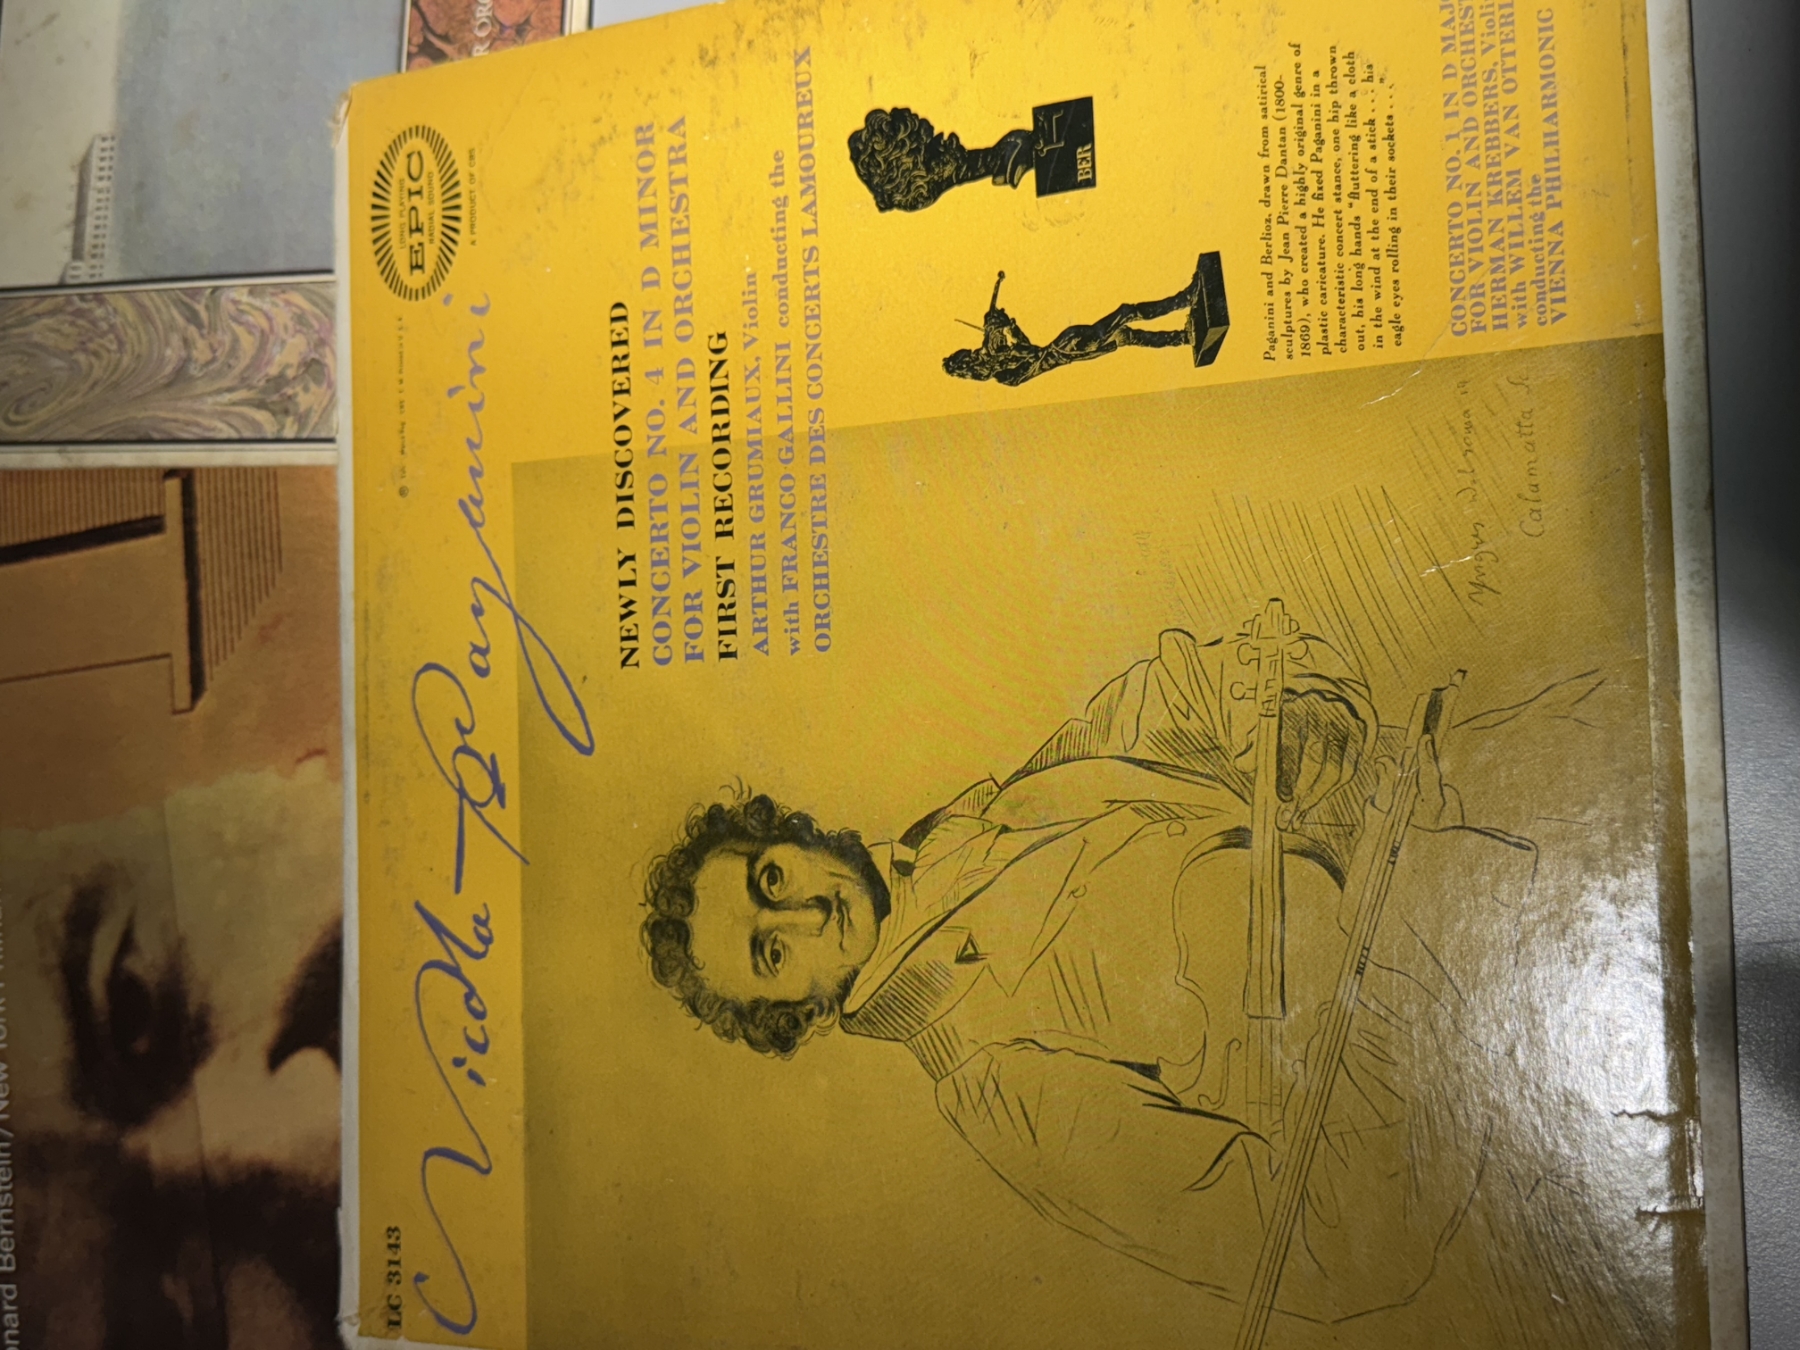 LC 3143
Nicolo Paganini
LONG PLAYING
EPIC
RADIAL SOUND
A PRODUCT OF CBS
NEWLY DISCOVERED
CONCERTO NO. 4 IN D MINOR
FOR VIOLIN AND ORCHESTRA
FIRST RECORDING
ARTHUR GRUMIAUX, Violin
with FRANCO GALLINI conducting the
ORCHESTRE DES CONCERTS LAMOUREUX
BER
Paganini and Berlioz, drawn from satirical
sculptures by Jean Pierre Dantan (1800-
1869), who created a highly original genre of
plastic caricature. He fixed Paganini in a
characteristic concert stance, one hip thrown
out, his long hands "fluttering like a cloth
in the wind at the end of a stick . . . his
eagle eyes rolling in their sockets . . ."
CONCERTO NO. 1 IN D MAJ
FOR VIOLIN AND ORCHEST
HERMAN KREBBERS, Violi
with WILLEM VAN OTTERL
conducting the
VIENNA PHILHARMONIC
Calamatta
onard Bernstein/New York